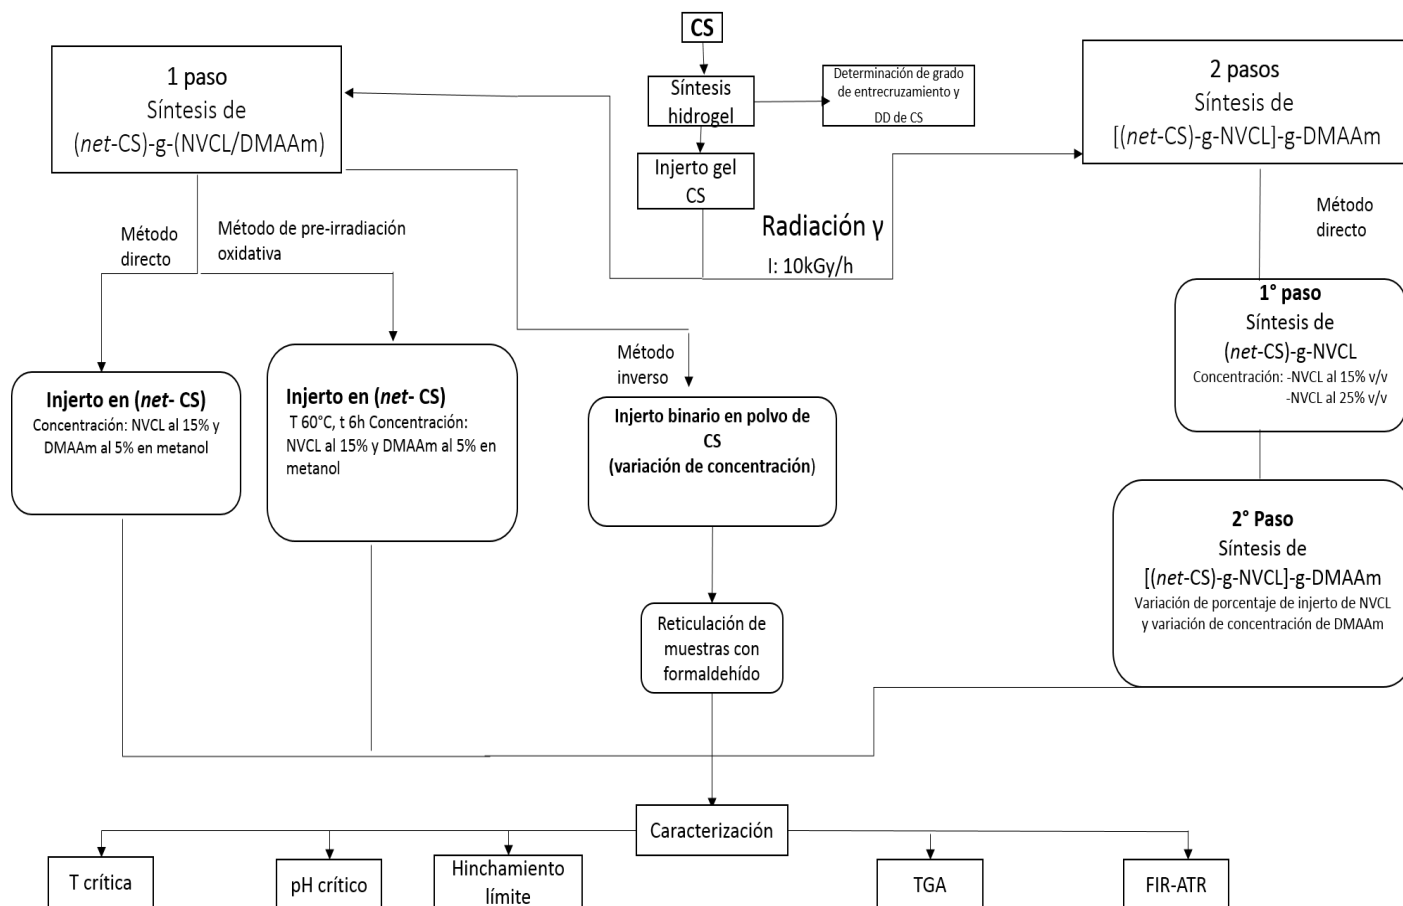 CS
Síntesis
hidrogel
Determinación de grado
de entrecruzamiento y
DD de CS
Injerto gel
CS
Radiación γ
I: 10kGy/h
1 paso
Síntesis de
(net-CS)-g-(NVCL/DMAAm)
2 pasos
Síntesis de
[(net-CS)-g-NVCL]-g-DMAAm
Método
directo
Método de pre-irradiación
oxidativa
Método
inverso
Método
directo
Injerto en (net- CS)
Concentración: NVCL al 15% y
DMAAm al 5% en metanol
Injerto en (net- CS)
T 60°C, t 6h Concentración:
NVCL al 15% y DMAAm al 5% en
metanol
Injerto binario en polvo de
CS
(variación de concentración)
Reticulación de
muestras con
formaldehído
1° paso
Síntesis de
(net-CS)-g-NVCL
Concentración: -NVCL al 15% v/v
-NVCL al 25% v/v
2° Paso
Síntesis de
[(net-CS)-g-NVCL]-g-DMAAm
Variación de porcentaje de injerto de NVCL
y variación de concentración de DMAAm
Caracterización
T crítica
pH crítico
Hinchamiento
límite
TGA
FIR-ATR